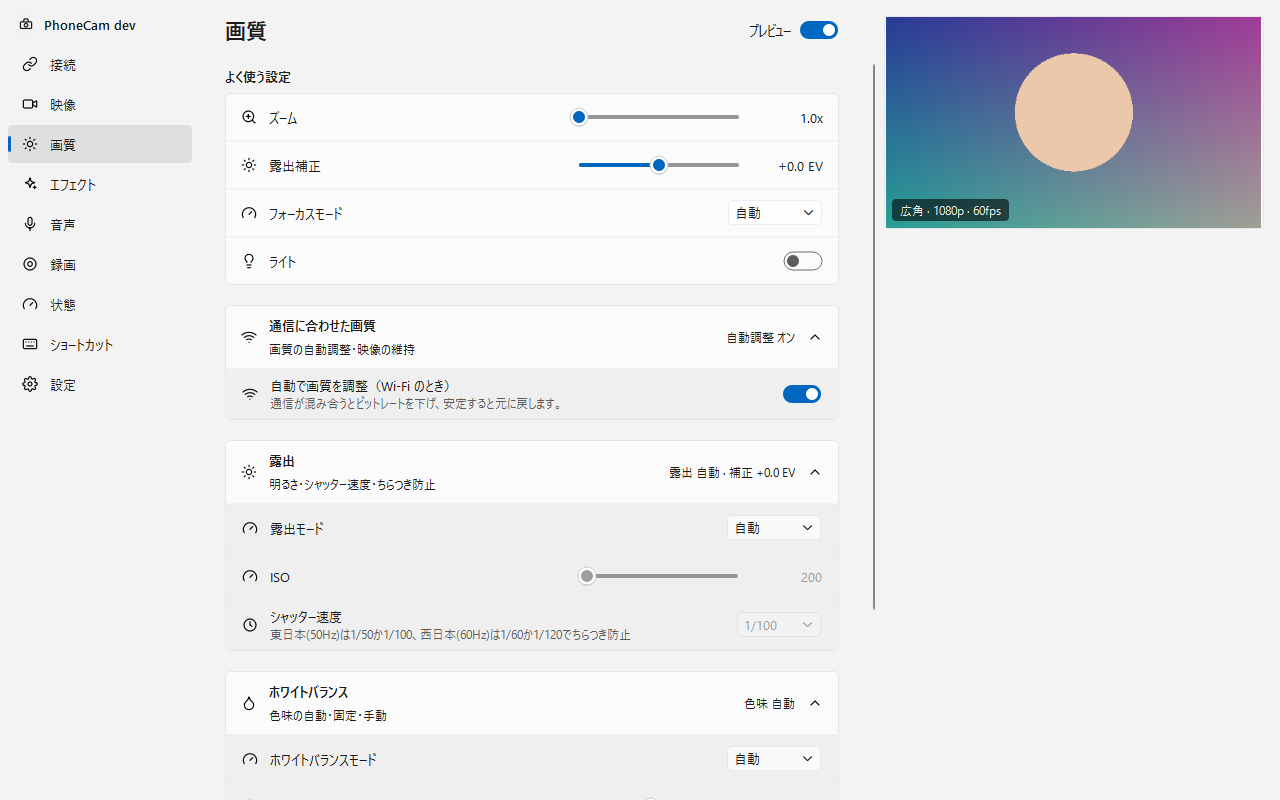 PhoneCam dev
接続
映像
画質
エフェクト
音声
録画
状態
ショートカット
設定
画質
プレビュー
よく使う設定
ズーム
1.0x
露出補正
+0.0 EV
フォーカスモード
自動
ライト
通信に合わせた画質
画質の自動調整・映像の維持
自動調整 オン
自動で画質を調整（Wi-Fi のとき）
通信が混み合うとビットレートを下げ、安定すると元に戻します。
露出
明るさ・シャッター速度・ちらつき防止
露出 自動 · 補正 +0.0 EV
露出モード
自動
ISO
200
シャッター速度
東日本(50Hz)は1/50か1/100、西日本(60Hz)は1/60か1/120でちらつき防止
1/100
ホワイトバランス
色味の自動・固定・手動
色味 自動
ホワイトバランスモード
自動
広角 · 1080p · 60fps